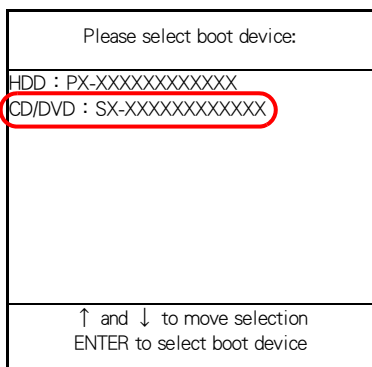 Please select boot device:
HDD：PX-XXXXXXXXXXXX
CD/DVD：SX-XXXXXXXXXXXX
↑ and ↓ to move selection
ENTER to select boot device